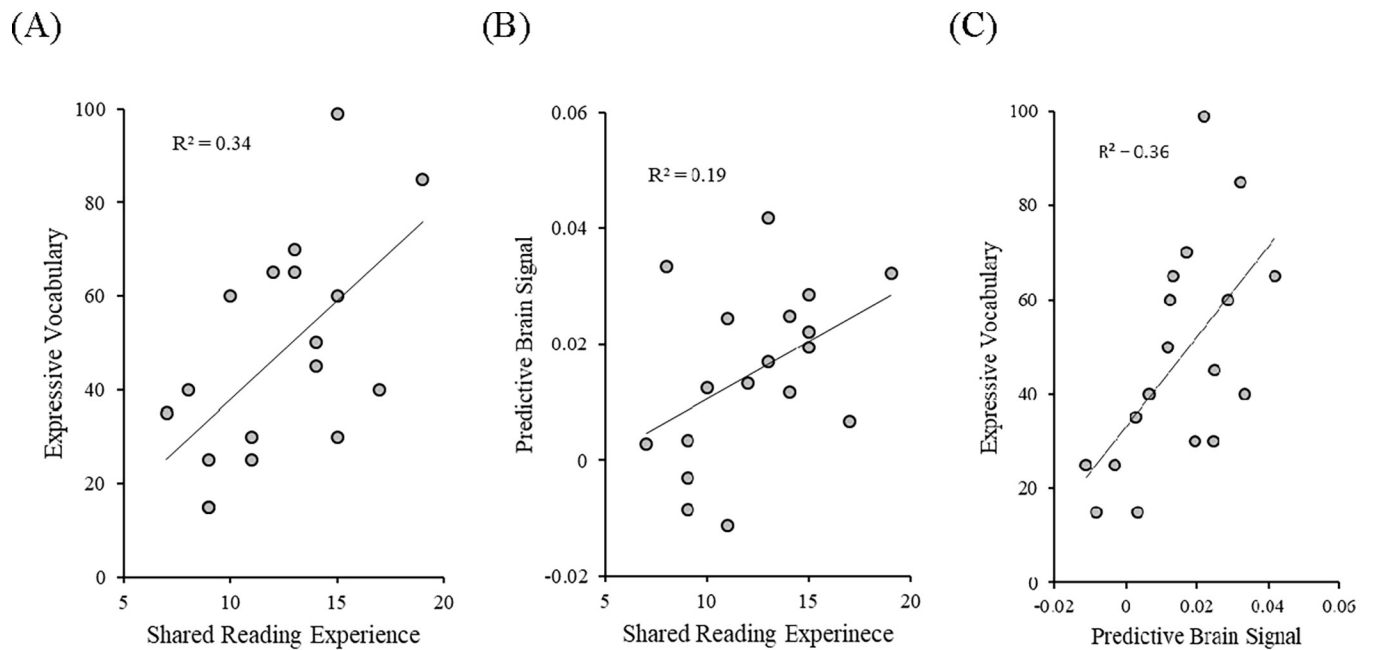 (A)
(B)
(C)
100
80
60
40
20
0
5
10
15
20
R² = 0.34
Expressive Vocabulary
Shared Reading Experience
0.06
0.04
0.02
0
-0.02
5
10
15
20
R² = 0.19
Predictive Brain Signal
Shared Reading Experinece
100
80
60
40
20
0
-0.02
0
0.02
0.04
0.06
R² – 0.36
Expressive Vocabulary
Predictive Brain Signal